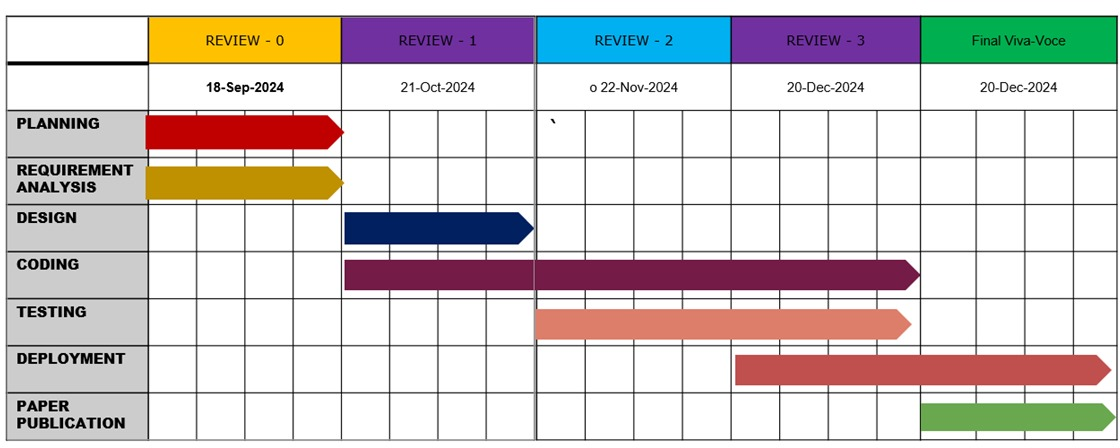 REVIEW - 0 REVIEW - 1 REVIEW - 2 REVIEW - 3 Final Viva-Voce
18-Sep-2024 21-Oct-2024 o 22-Nov-2024 20-Dec-2024 20-Dec-2024
PLANNING `
REQUIREMENT
ANALYSIS
DESIGN
CODING
TESTING
DEPLOYMENT
PAPER
PUBLICATION